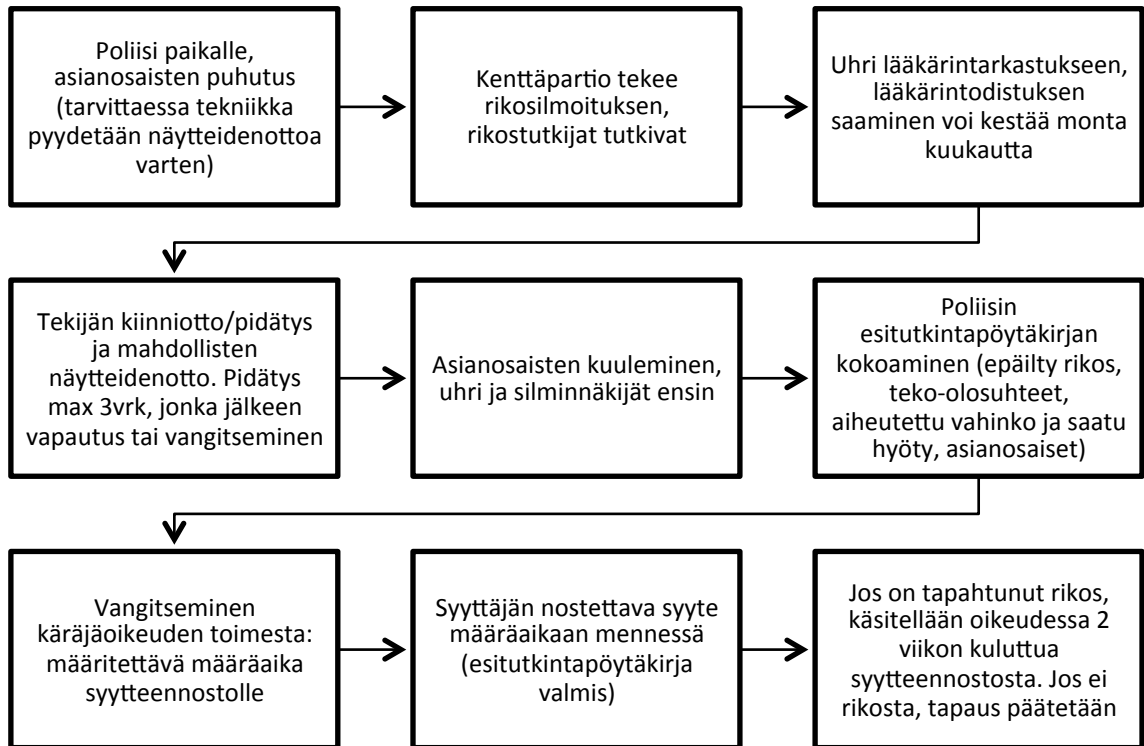 Poliisi paikalle,
asianosaisten puhutus
(tarvittaessa tekniikka
pyydetään näytteidenottoa
varten)
Kenttäpartio tekee
rikosilmoituksen,
rikostutkijat tutkivat
Uhri lääkärintarkastukseen,
lääkärintodistuksen
saaminen voi kestää monta
kuukautta
Tekijän kiinniotto/pidätys
ja mahdollisten
näytteidenotto. Pidätys
max 3vrk, jonka jälkeen
vapautus tai vangitseminen
Asianosaisten kuuleminen,
uhri ja silminnäkijät ensin
Poliisin
esitutkintapöytäkirjan
kokoaminen (epäilty rikos,
teko-olosuhteet,
aiheutettu vahinko ja saatu
hyöty, asianosaiset)
Vangitseminen
käräjäoikeuden toimesta:
määritettävä määräaika
syytteennostolle
Syyttäjän nostettava syyte
määräaikaan mennessä
(esitutkintapöytäkirja
valmis)
Jos on tapahtunut rikos,
käsitellään oikeudessa 2
viikon kuluttua
syytteennostosta. Jos ei
rikosta, tapaus päätetään